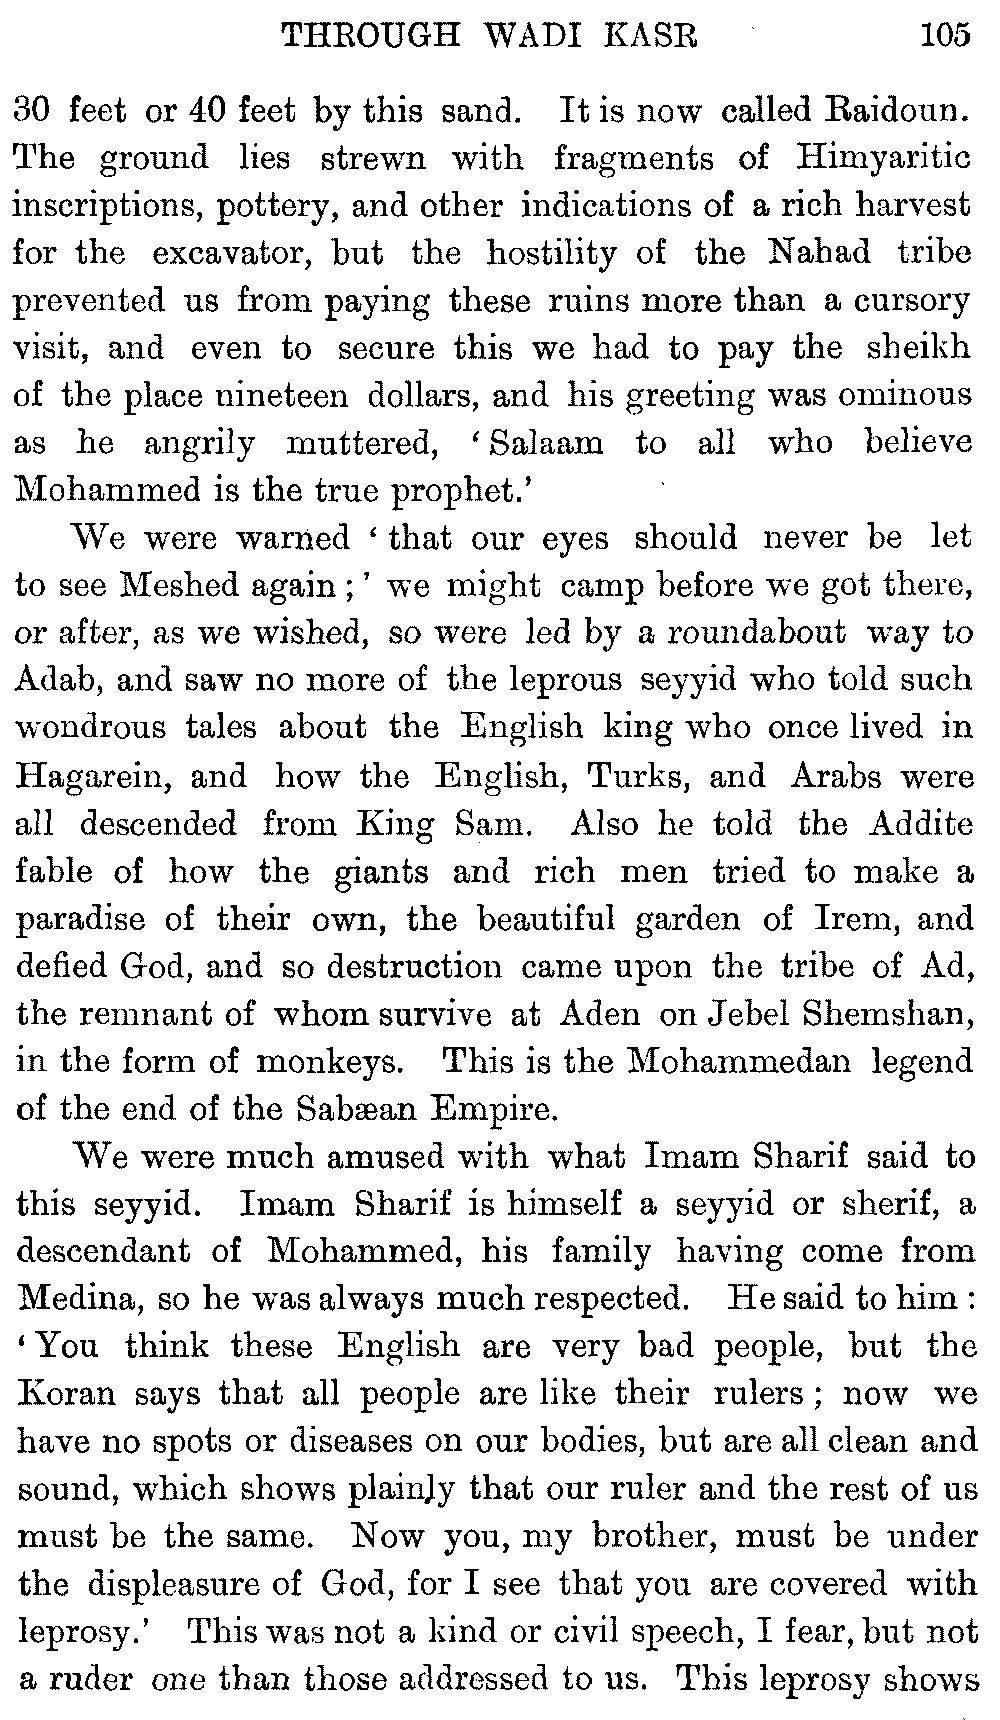 THROUGH WADI KASR 105
30 feet or 40 feet by this sand. It is now called Raidoun.
The ground lies strewn with fragments of Himyaritic
inscriptions, pottery, and other indications of a rich harvest
for the excavator, but the hostility of the Nahad tribe
prevented us from paying these ruins more than a cursory
visit, and even to secure this we had to pay the sheikh
of the place nineteen dollars, and his greeting was ominous
as he angrily muttered, ‘Salaam to all who believe
Mohammed is the true prophet.’
We were warned ‘that our eyes should never be let
to see Meshed again;’ we might camp before we got there,
or after, as we wished, so were led by a roundabout way to
Adab, and saw no more of the leprous seyyid who told such
wondrous tales about the English king who once lived in
Hagarein, and how the English, Turks, and Arabs were
all descended from King Sam. Also he told the Addite
fable of how the giants and rich men tried to make a
paradise of their own, the beautiful garden of Irem, and
defied God, and so destruction came upon the tribe of Ad,
the remnant of whom survive at Aden on Jebel Shemshan,
in the form of monkeys. This is the Mohammedan legend
of the end of the Sabæan Empire.
We were much amused with what Imam Sharif said to
this seyyid. Imam Sharif is himself a seyyid or sherif, a
descendant of Mohammed, his family having come from
Medina, so he was always much respected. He said to him:
‘You think these English are very bad people, but the
Koran says that all people are like their rulers; now we
have no spots or diseases on our bodies, but are all clean and
sound, which shows plainly that our ruler and the rest of us
must be the same. Now you, my brother, must be under
the displeasure of God, for I see that you are covered with
leprosy.’ This was not a kind or civil speech, I fear, but not
a ruder one than those addressed to us. This leprosy shows